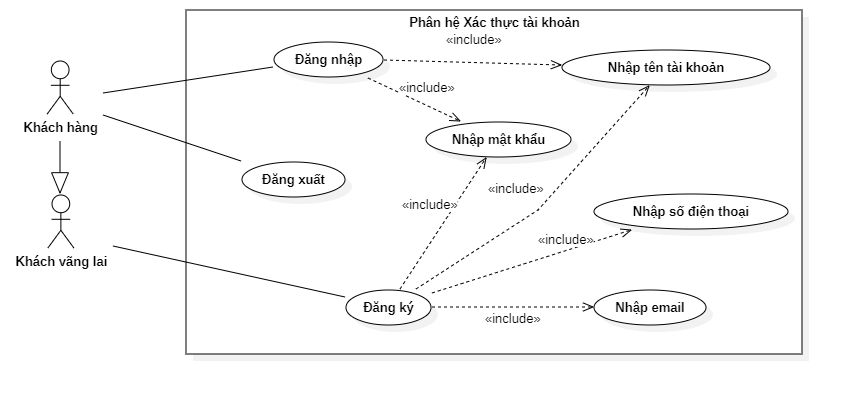 Phân hệ Xác thực tài khoản
«include»
Đăng nhập
Nhập tên tài khoản
«include»
Khách hàng
Nhập mật khẩu
Đăng xuất
«include»
«include»
Nhập số điện thoại
«include»
Khách vãng lai
Đăng ký
Nhập email
«include»